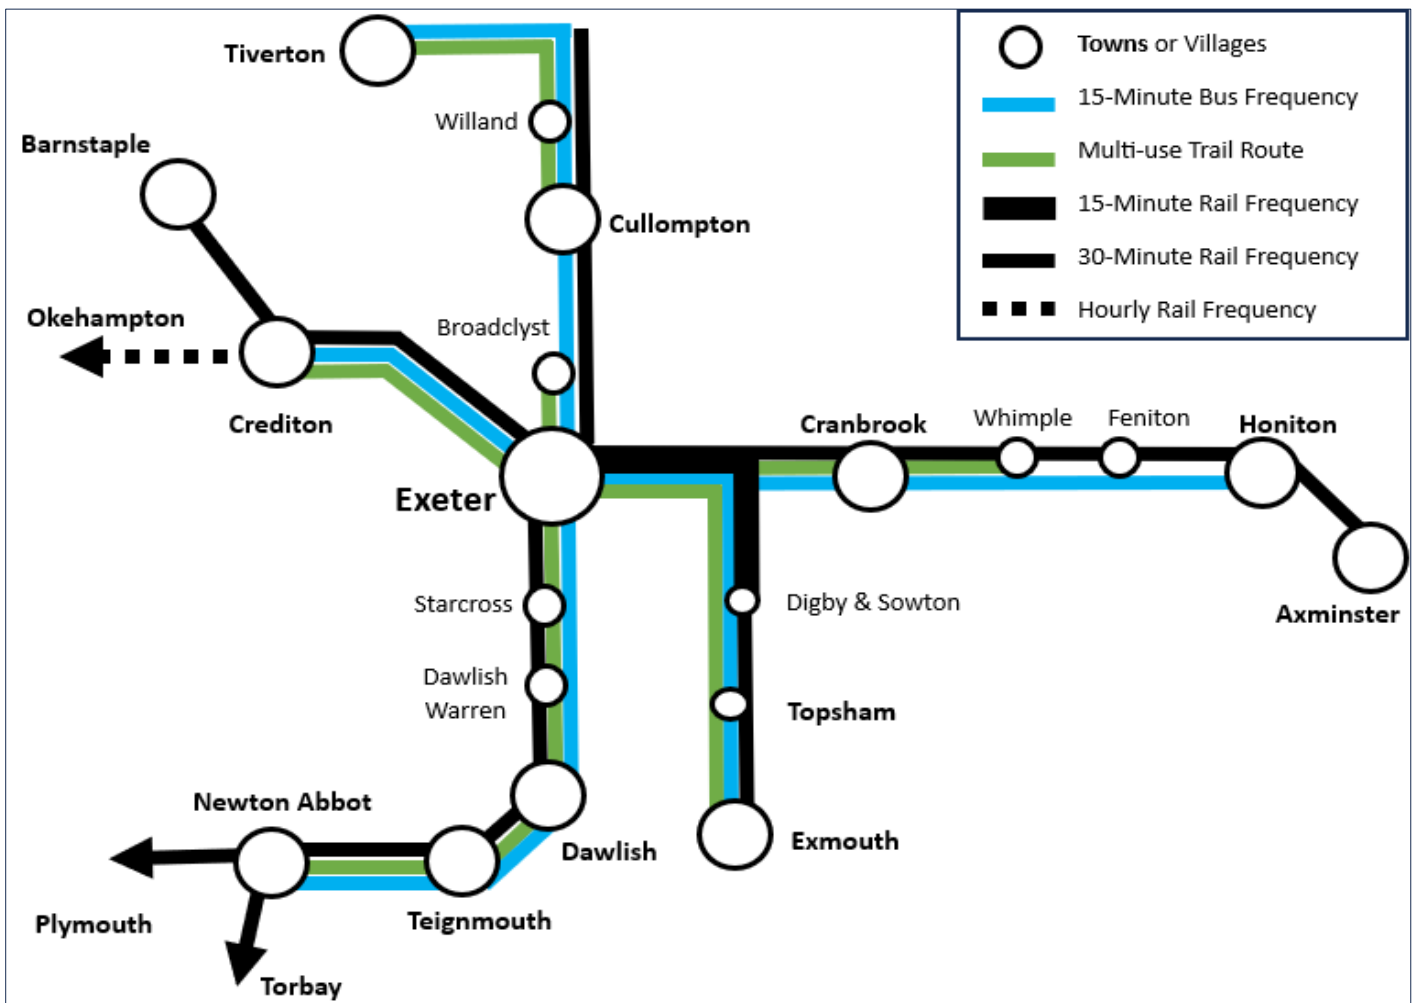 Tiverton
Willand
Barnstaple
Cullompton
Okehampton
Broadclyst
Crediton
Exeter
Cranbrook
Whimple
Feniton
Honiton
Axminster
Starcross
Digby & Sowton
Dawlish
Warren
Topsham
Newton Abbot
Dawlish
Exmouth
Plymouth
Teignmouth
Torbay
Towns or Villages
15-Minute Bus Frequency
Multi-use Trail Route
15-Minute Rail Frequency
30-Minute Rail Frequency
Hourly Rail Frequency